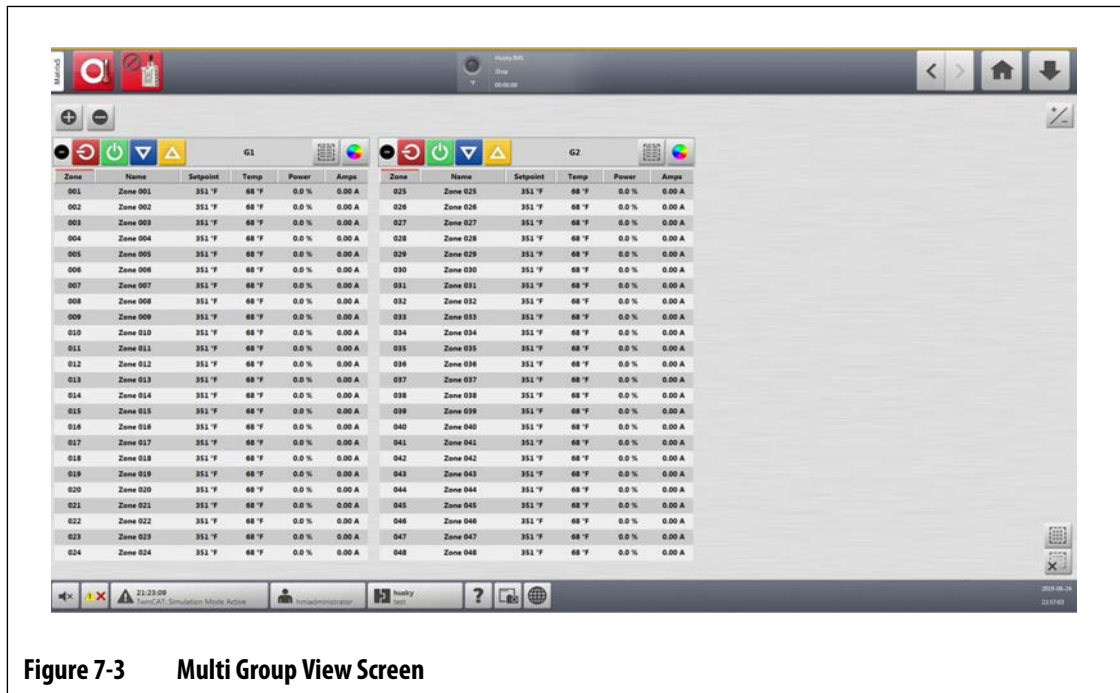 Matrix5
Husky IMS
Stop
00:00:00
G1
G2
Zone Name Setpoint Temp Power Amps Zone Name Setpoint Temp Power Amps
001 Zone 001 351 °F 68 °F 0.0 % 0.00 A 025 Zone 025 351 °F 68 °F 0.0 % 0.00 A
002 Zone 002 351 °F 68 °F 0.0 % 0.00 A 026 Zone 026 351 °F 68 °F 0.0 % 0.00 A
003 Zone 003 351 °F 68 °F 0.0 % 0.00 A 027 Zone 027 351 °F 68 °F 0.0 % 0.00 A
004 Zone 004 351 °F 68 °F 0.0 % 0.00 A 028 Zone 028 351 °F 68 °F 0.0 % 0.00 A
005 Zone 005 351 °F 68 °F 0.0 % 0.00 A 029 Zone 029 351 °F 68 °F 0.0 % 0.00 A
006 Zone 006 351 °F 68 °F 0.0 % 0.00 A 030 Zone 030 351 °F 68 °F 0.0 % 0.00 A
007 Zone 007 351 °F 68 °F 0.0 % 0.00 A 031 Zone 031 351 °F 68 °F 0.0 % 0.00 A
008 Zone 008 351 °F 68 °F 0.0 % 0.00 A 032 Zone 032 351 °F 68 °F 0.0 % 0.00 A
009 Zone 009 351 °F 68 °F 0.0 % 0.00 A 033 Zone 033 351 °F 68 °F 0.0 % 0.00 A
010 Zone 010 351 °F 68 °F 0.0 % 0.00 A 034 Zone 034 351 °F 68 °F 0.0 % 0.00 A
011 Zone 011 351 °F 68 °F 0.0 % 0.00 A 035 Zone 035 351 °F 68 °F 0.0 % 0.00 A
012 Zone 012 351 °F 68 °F 0.0 % 0.00 A 036 Zone 036 351 °F 68 °F 0.0 % 0.00 A
013 Zone 013 351 °F 68 °F 0.0 % 0.00 A 037 Zone 037 351 °F 68 °F 0.0 % 0.00 A
014 Zone 014 351 °F 68 °F 0.0 % 0.00 A 038 Zone 038 351 °F 68 °F 0.0 % 0.00 A
015 Zone 015 351 °F 68 °F 0.0 % 0.00 A 039 Zone 039 351 °F 68 °F 0.0 % 0.00 A
016 Zone 016 351 °F 68 °F 0.0 % 0.00 A 040 Zone 040 351 °F 68 °F 0.0 % 0.00 A
017 Zone 017 351 °F 68 °F 0.0 % 0.00 A 041 Zone 041 351 °F 68 °F 0.0 % 0.00 A
018 Zone 018 351 °F 68 °F 0.0 % 0.00 A 042 Zone 042 351 °F 68 °F 0.0 % 0.00 A
019 Zone 019 351 °F 68 °F 0.0 % 0.00 A 043 Zone 043 351 °F 68 °F 0.0 % 0.00 A
020 Zone 020 351 °F 68 °F 0.0 % 0.00 A 044 Zone 044 351 °F 68 °F 0.0 % 0.00 A
021 Zone 021 351 °F 68 °F 0.0 % 0.00 A 045 Zone 045 351 °F 68 °F 0.0 % 0.00 A
022 Zone 022 351 °F 68 °F 0.0 % 0.00 A 046 Zone 046 351 °F 68 °F 0.0 % 0.00 A
023 Zone 023 351 °F 68 °F 0.0 % 0.00 A 047 Zone 047 351 °F 68 °F 0.0 % 0.00 A
024 Zone 024 351 °F 68 °F 0.0 % 0.00 A 048 Zone 048 351 °F 68 °F 0.0 % 0.00 A
21:23:09
TwinCAT: Simulation Mode Active
hmiadministrator
husky
test
?
2019-06-24
Figure 7-3 Multi Group View Screen